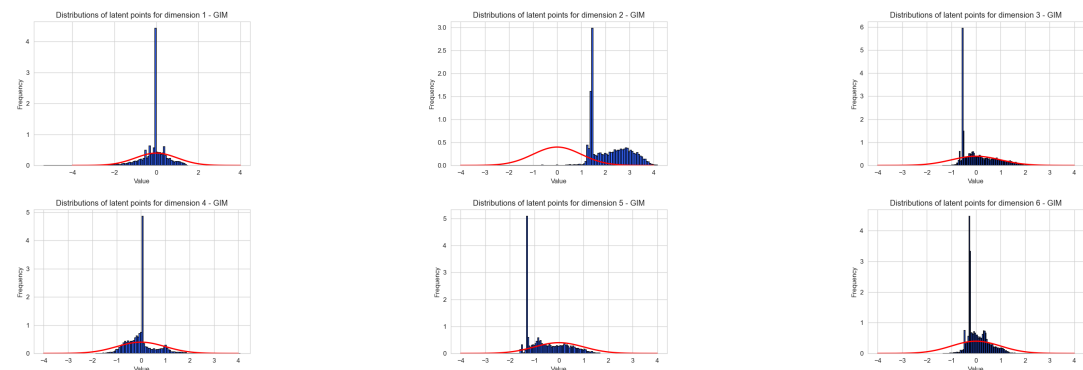 Distributions of latent points for dimension 1 - GIM
4
3
2
1
0
Frequency
−4 −2 0 2 4
Value
Distributions of latent points for dimension 2 - GIM
3.0
2.5
2.0
1.5
1.0
0.5
0.0
Frequency
−4 −3 −2 −1 0 1 2 3 4
Value
Distributions of latent points for dimension 3 - GIM
6
5
4
3
2
1
0
Frequency
−4 −3 −2 −1 0 1 2 3 4
Value
Distributions of latent points for dimension 4 - GIM
5
4
3
2
1
0
Frequency
−4 −3 −2 −1 0 1 2 3 4
Value
Distributions of latent points for dimension 5 - GIM
5
4
3
2
1
0
Frequency
−4 −3 −2 −1 0 1 2 3 4
Value
Distributions of latent points for dimension 6 - GIM
4
3
2
1
0
Frequency
−4 −3 −2 −1 0 1 2 3 4
Value